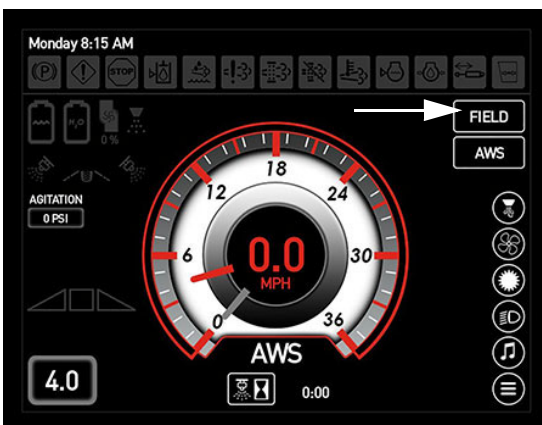 Monday 8:15 AM
(P)
STOP
H₂O
0 %
FIELD
AWS
AGITATION
0 PSI
0
6
12
18
24
30
36
0.0
MPH
AWS
4.0
0:00